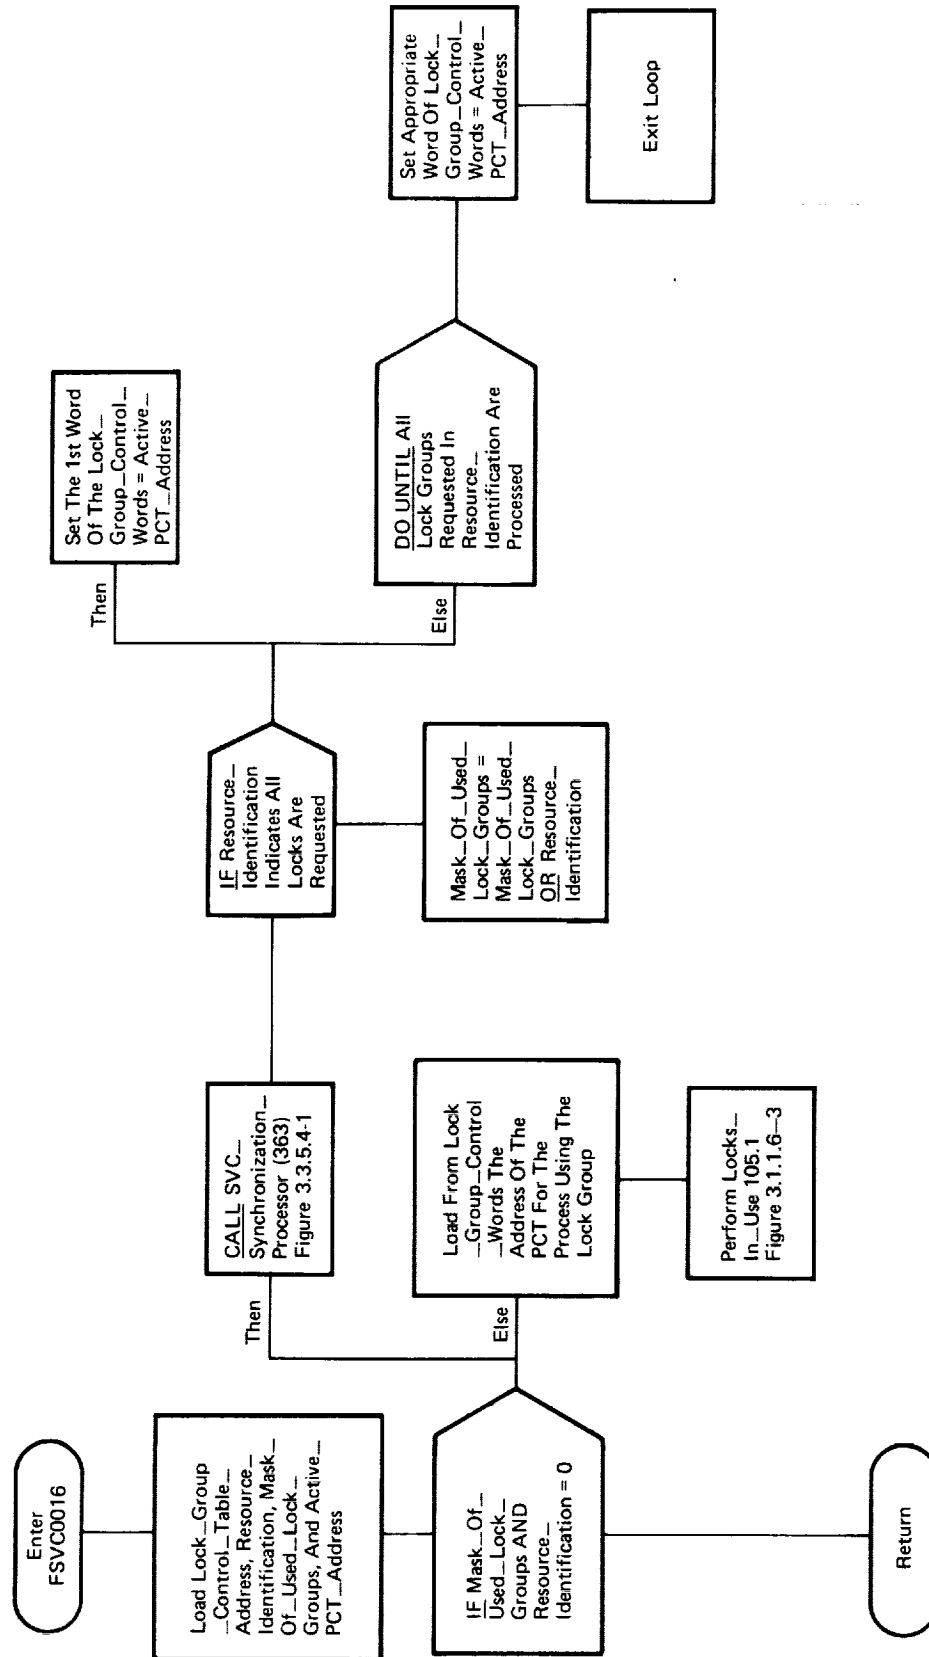 Enter
FSVC0016
Load Lock_Group
_Control_Table_
Address, Resource_
Identification, Mask_
Of_Used_Lock_
Groups, And Active_
PCT_Address
IF Mask_Of_
Used_Lock_
Groups AND
Resource_
Identification = 0
Then
CALL SVC_
Synchronization_
Processor (363)
Figure 3.3.5.4-1
IF Resource_
Identification
Indicates All
Locks Are
Requested
Then
Set The 1st Word
Of The Lock_
Group_Control_
Words = Active_
PCT_Address
Else
DO UNTIL All
Lock Groups
Requested In
Resource_
Identification Are
Processed
Set Appropriate
Word Of Lock_
Group_Control_
Words = Active_
PCT_Address
Exit Loop
Mask_Of_Used_
Lock_Groups =
Mask_Of_Used_
Lock_Groups
OR Resource_
Identification
Else
Load From Lock
_Group_Control
_Words The
Address Of The
PCT For The
Process Using The
Lock Group
Perform Locks_
In_Use 105.1
Figure 3.1.1.6-3
Return